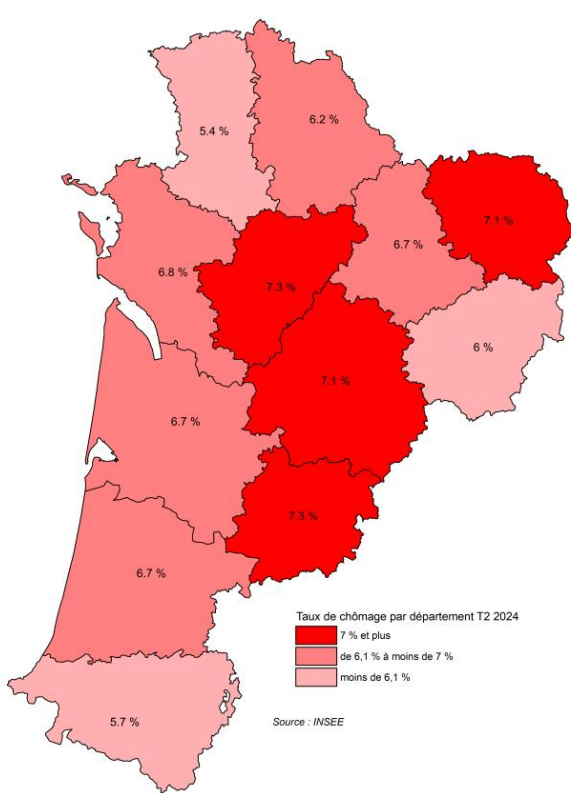 5.4 %
6.2 %
7.1 %
6.7 %
6.8 %
7.3 %
6 %
7.1 %
6.7 %
7.3 %
6.7 %
Taux de chômage par département T2 2024
7 % et plus
de 6,1 % à moins de 7 %
moins de 6,1 %
5.7 %
Source : INSEE